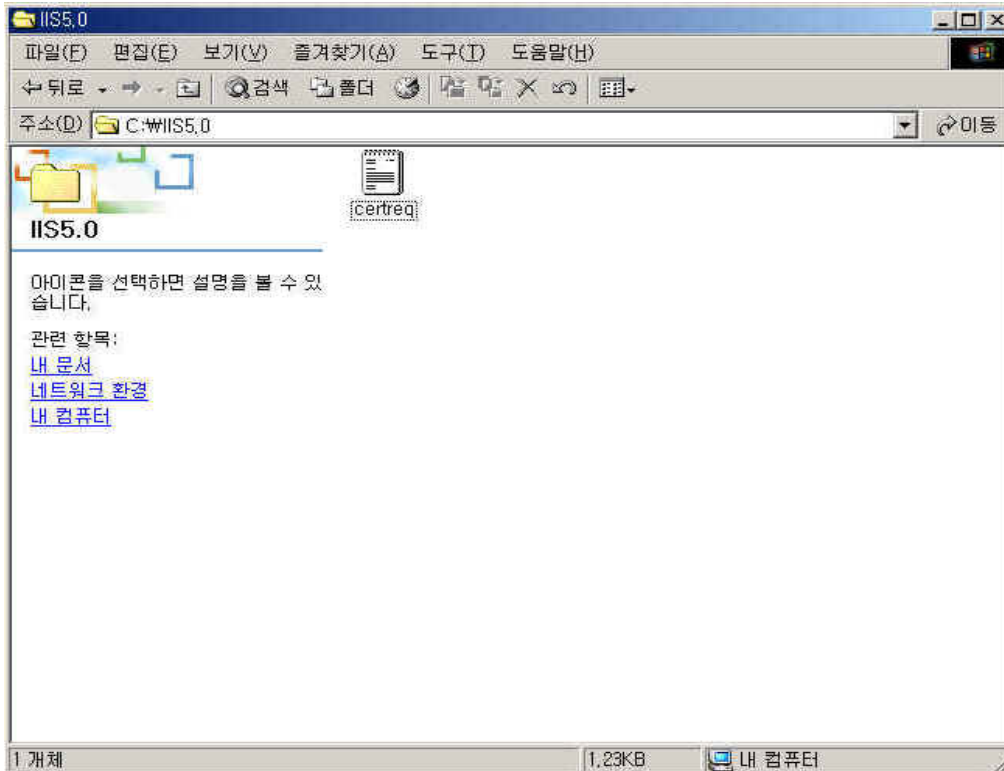 IIS5.0
파일(F) 편집(E) 보기(V) 즐겨찾기(A) 도구(T) 도움말(H)
뒤로 검색 폴더
주소(D) C:₩IIS5.0 이동
certreq
IIS5.0
아이콘을 선택하면 설명을 볼 수 있
습니다.
관련 항목:
내 문서
네트워크 환경
내 컴퓨터
1 개체 1.23KB 내 컴퓨터